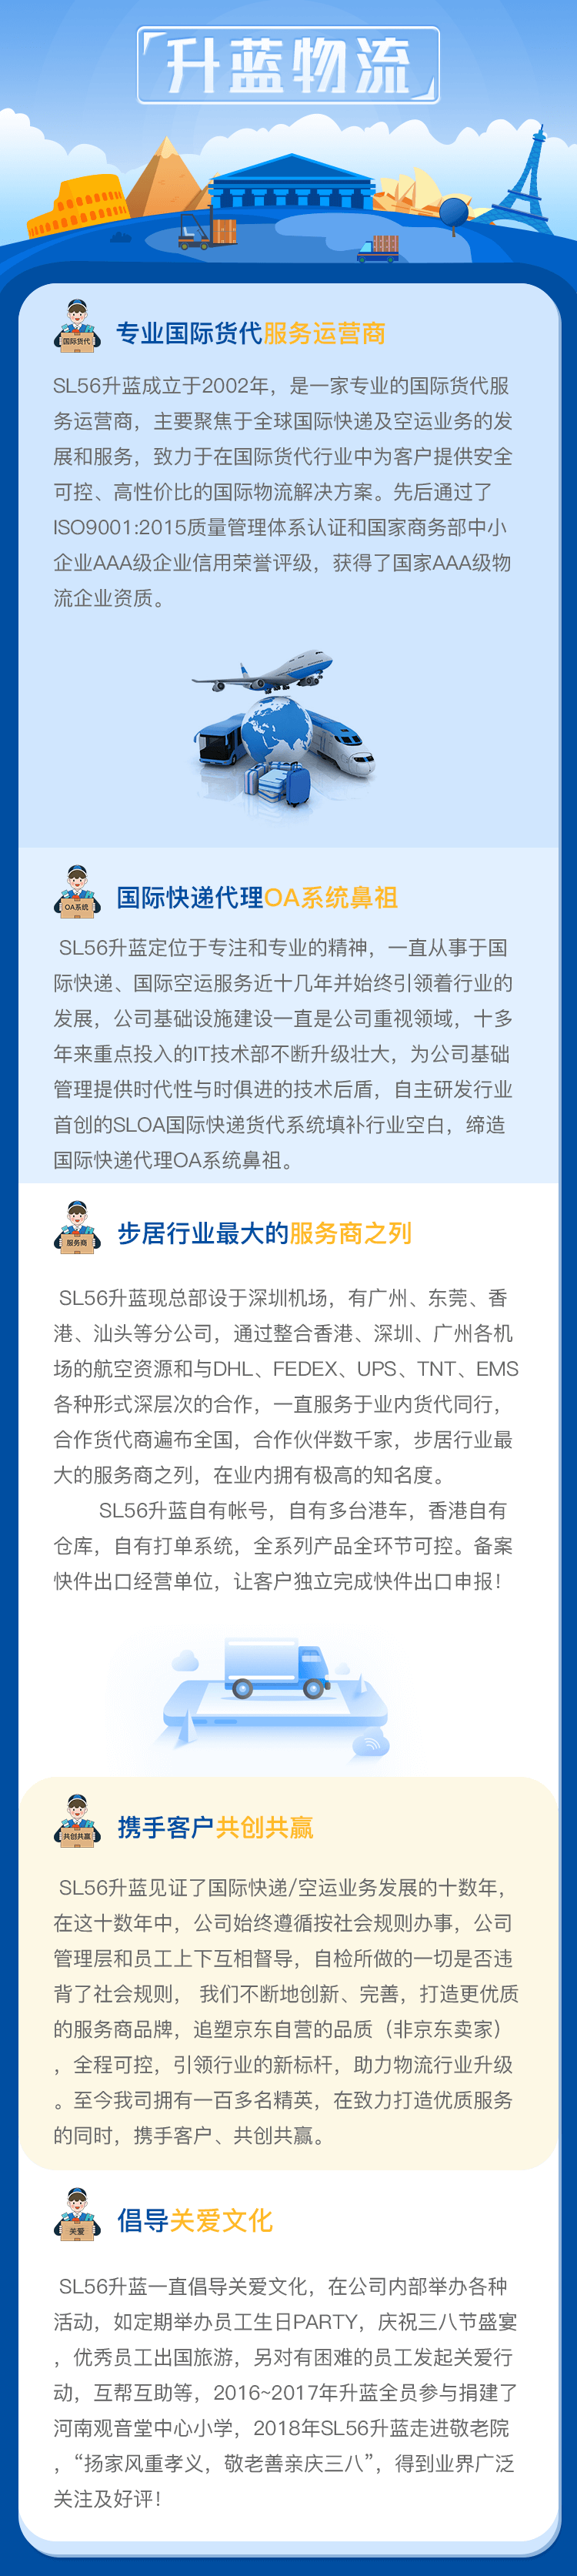 升蓝物流
国际货代
专业国际货代服务运营商
SL56升蓝成立于2002年，是一家专业的国际货代服
务运营商，主要聚焦于全球国际快递及空运业务的发
展和服务，致力于在国际货代行业中为客户提供安全
可控、高性价比的国际物流解决方案。先后通过了
ISO9001:2015质量管理体系认证和国家商务部中小
企业AAA级企业信用荣誉评级，获得了国家AAA级物
流企业资质。
OA系统
国际快递代理OA系统鼻祖
SL56升蓝定位于专注和专业的精神，一直从事于国
际快递、国际空运服务近十几年并始终引领着行业的
发展，公司基础设施建设一直是公司重视领域，十多
年来重点投入的IT技术部不断升级壮大，为公司基础
管理提供时代性与时俱进的技术后盾，自主研发行业
首创的SLOA国际快递货代系统填补行业空白，缔造
国际快递代理OA系统鼻祖。
服务商
步居行业最大的服务商之列
SL56升蓝现总部设于深圳机场，有广州、东莞、香
港、汕头等分公司，通过整合香港、深圳、广州各机
场的航空资源和与DHL、FEDEX、UPS、TNT、EMS
各种形式深层次的合作，一直服务于业内货代同行，
合作货代商遍布全国，合作伙伴数千家，步居行业最
大的服务商之列，在业内拥有极高的知名度。
SL56升蓝自有帐号，自有多台港车，香港自有
仓库，自有打单系统，全系列产品全环节可控。备案
快件出口经营单位，让客户独立完成快件出口申报！
共创共赢
携手客户共创共赢
SL56升蓝见证了国际快递/空运业务发展的十数年，
在这十数年中，公司始终遵循按社会规则办事，公司
管理层和员工上下互相督导，自检所做的一切是否违
背了社会规则， 我们不断地创新、完善，打造更优质
的服务商品牌，追塑京东自营的品质（非京东卖家）
，全程可控，引领行业的新标杆，助力物流行业升级
。至今我司拥有一百多名精英，在致力打造优质服务
的同时，携手客户、共创共赢。
关爱
倡导关爱文化
SL56升蓝一直倡导关爱文化，在公司内部举办各种
活动，如定期举办员工生日PARTY，庆祝三八节盛宴
，优秀员工出国旅游，另对有困难的员工发起关爱行
动，互帮互助等，2016~2017年升蓝全员参与捐建了
河南观音堂中心小学，2018年SL56升蓝走进敬老院
，“扬家风重孝义，敬老善亲庆三八”，得到业界广泛
关注及好评！